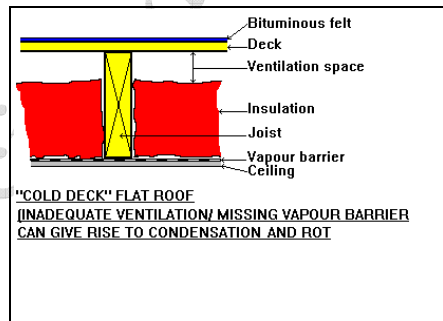 Bituminous felt
Deck
Ventilation space
Insulation
Joist
Vapour barrier
Ceiling
"COLD DECK" FLAT ROOF
(INADEQUATE VENTILATION/ MISSING VAPOUR BARRIER
CAN GIVE RISE TO CONDENSATION AND ROT